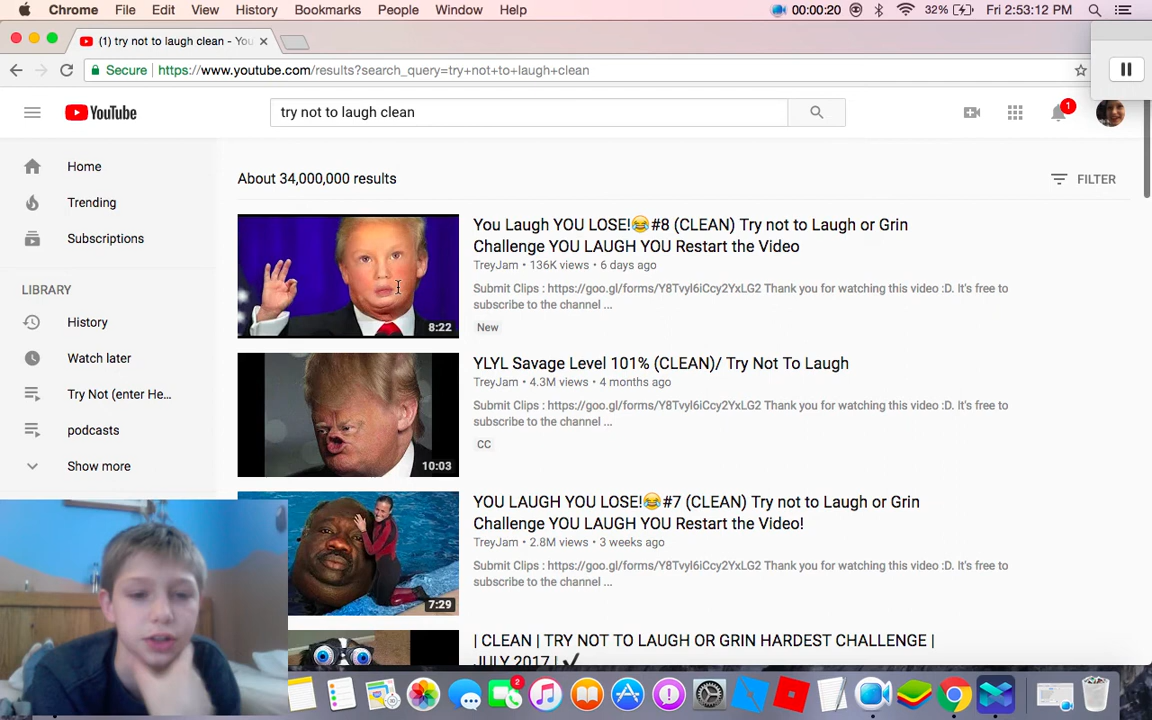 Chrome File Edit View History Bookmarks People Window Help 00:00:20 32% Fri 2:53:12 PM
(1) try not to laugh clean - You
Secure https://www.youtube.com/results?search_query=try+not+to+laugh+clean
YouTube try not to laugh clean 1
Home
Trending
Subscriptions
LIBRARY
History
Watch later
Try Not (enter He...
podcasts
Show more
About 34,000,000 results FILTER
8:22
You Laugh YOU LOSE!😂#8 (CLEAN) Try not to Laugh or Grin
Challenge YOU LAUGH YOU Restart the Video
TreyJam • 136K views • 6 days ago
Submit Clips : https://goo.gl/forms/Y8Tvyl6iCcy2YxLG2 Thank you for watching this video :D. It's free to
subscribe to the channel ...
New
10:03
YLYL Savage Level 101% (CLEAN)/ Try Not To Laugh
TreyJam • 4.3M views • 4 months ago
Submit Clips : https://goo.gl/forms/Y8Tvyl6iCcy2YxLG2 Thank you for watching this video :D. It's free to
subscribe to the channel ...
CC
7:29
YOU LAUGH YOU LOSE!😂#7 (CLEAN) Try not to Laugh or Grin
Challenge YOU LAUGH YOU Restart the Video!
TreyJam • 2.8M views • 3 weeks ago
Submit Clips : https://goo.gl/forms/Y8Tvyl6iCcy2YxLG2 Thank you for watching this video :D. It's free to
subscribe to the channel ...
| CLEAN | TRY NOT TO LAUGH OR GRIN HARDEST CHALLENGE |
JULY 2017 | ✓
2